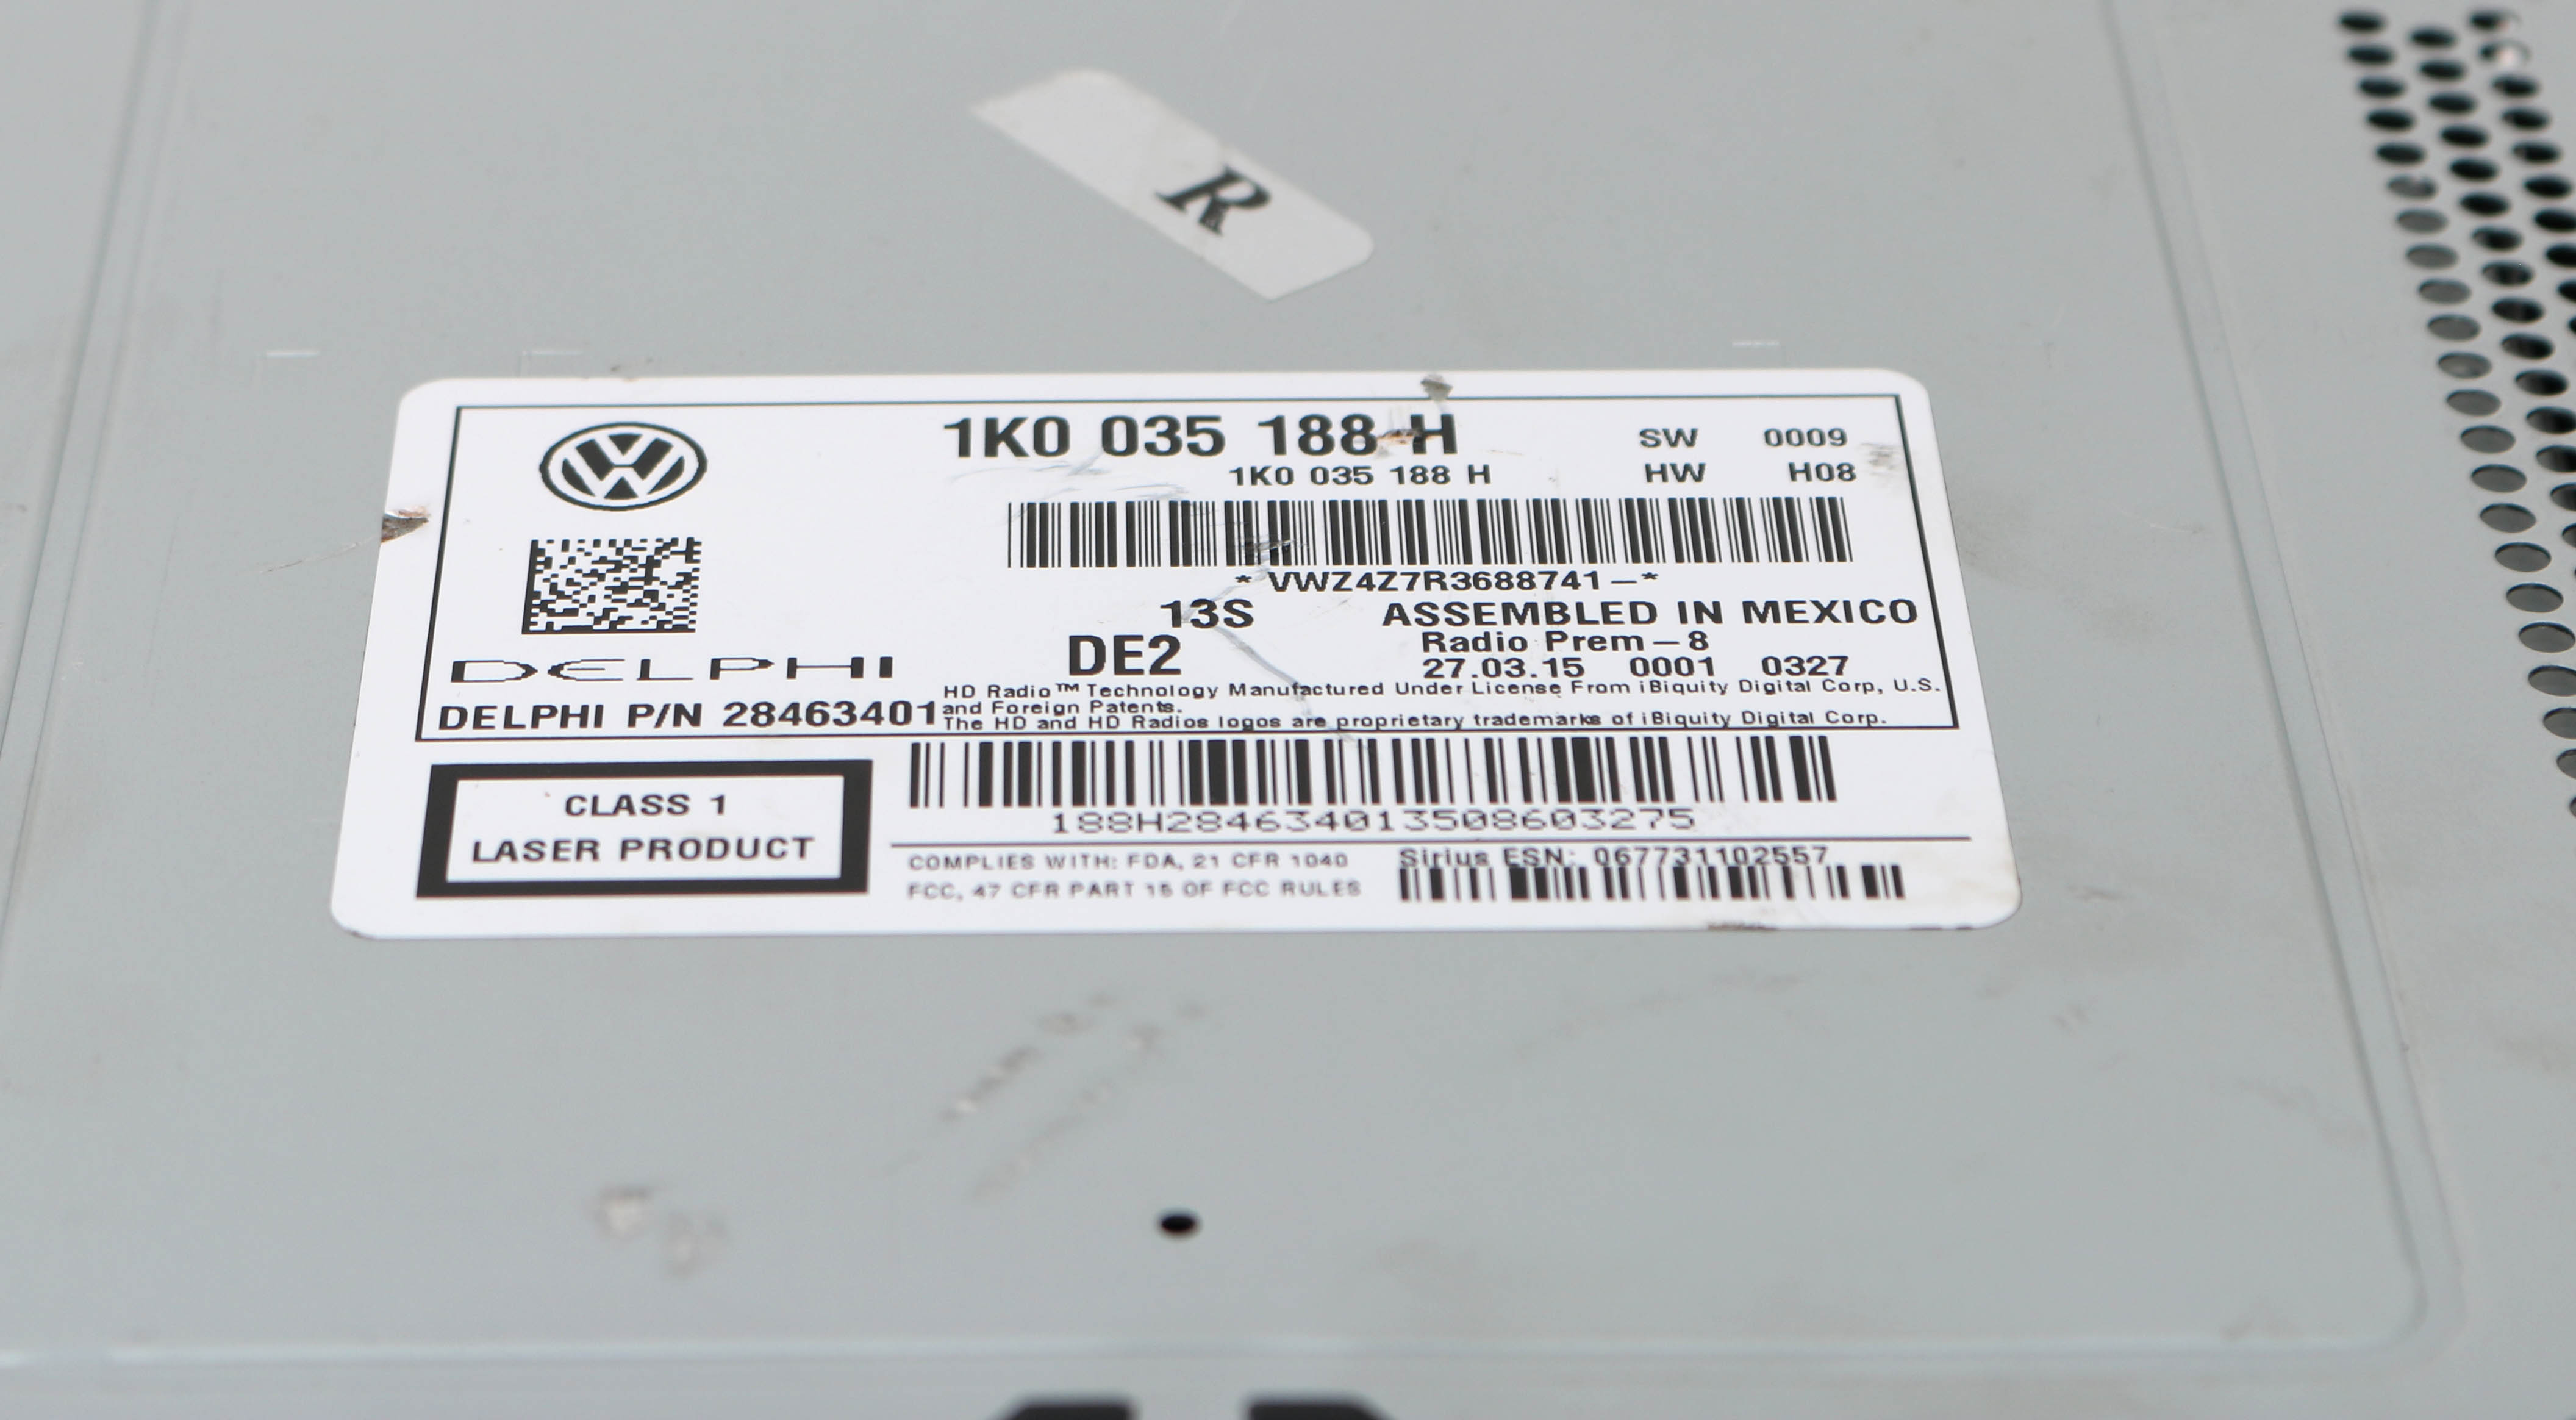 R
1K0 035 188 H
SW 0009
1K0 035 188 H
HW H08
* VWZ4Z7R3688741-*
13S
ASSEMBLED IN MEXICO
DE2
Radio Prem-8
27.03.15 0001 0327
DELPHI
DELPHI P/N 28463401
HD Radio™ Technology Manufactured Under License From iBiquity Digital Corp, U.S.
and Foreign Patents.
The HD and HD Radios logos are proprietary trademarks of iBiquity Digital Corp.
CLASS 1
LASER PRODUCT
188H284634013508603275
COMPLIES WITH: FDA, 21 CFR 1040
FCC, 47 CFR PART 15 OF FCC RULES
Sirius ESN: 067731102557